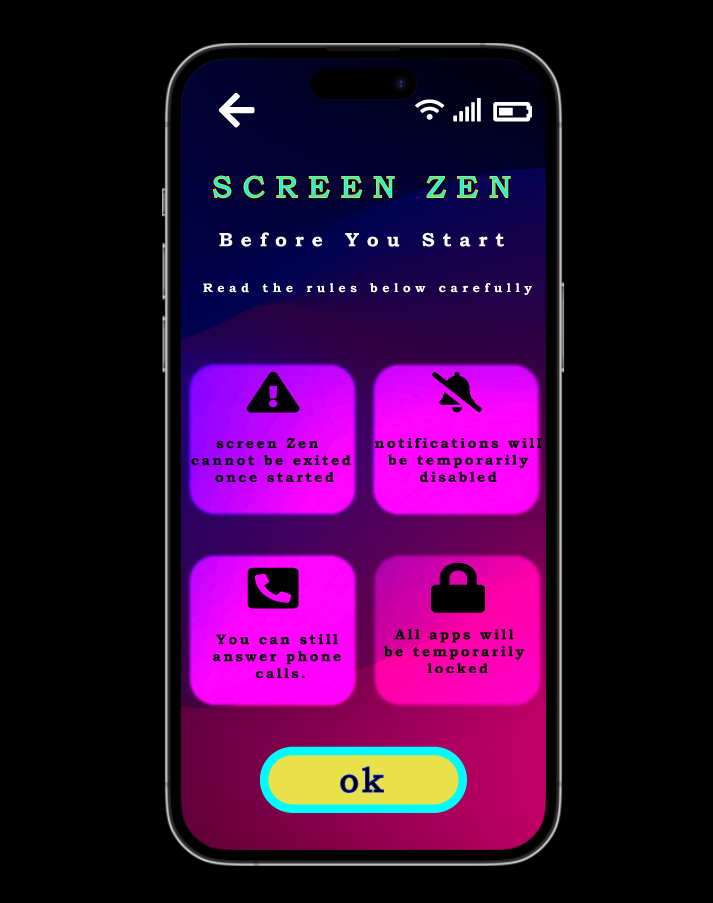 SCREEN ZEN
Before You Start
Read the rules below carefully
screen Zen
cannot be exited
once started
notifications will
be temporarily
disabled
You can still
answer phone
calls.
All apps will
be temporarily
locked
ok